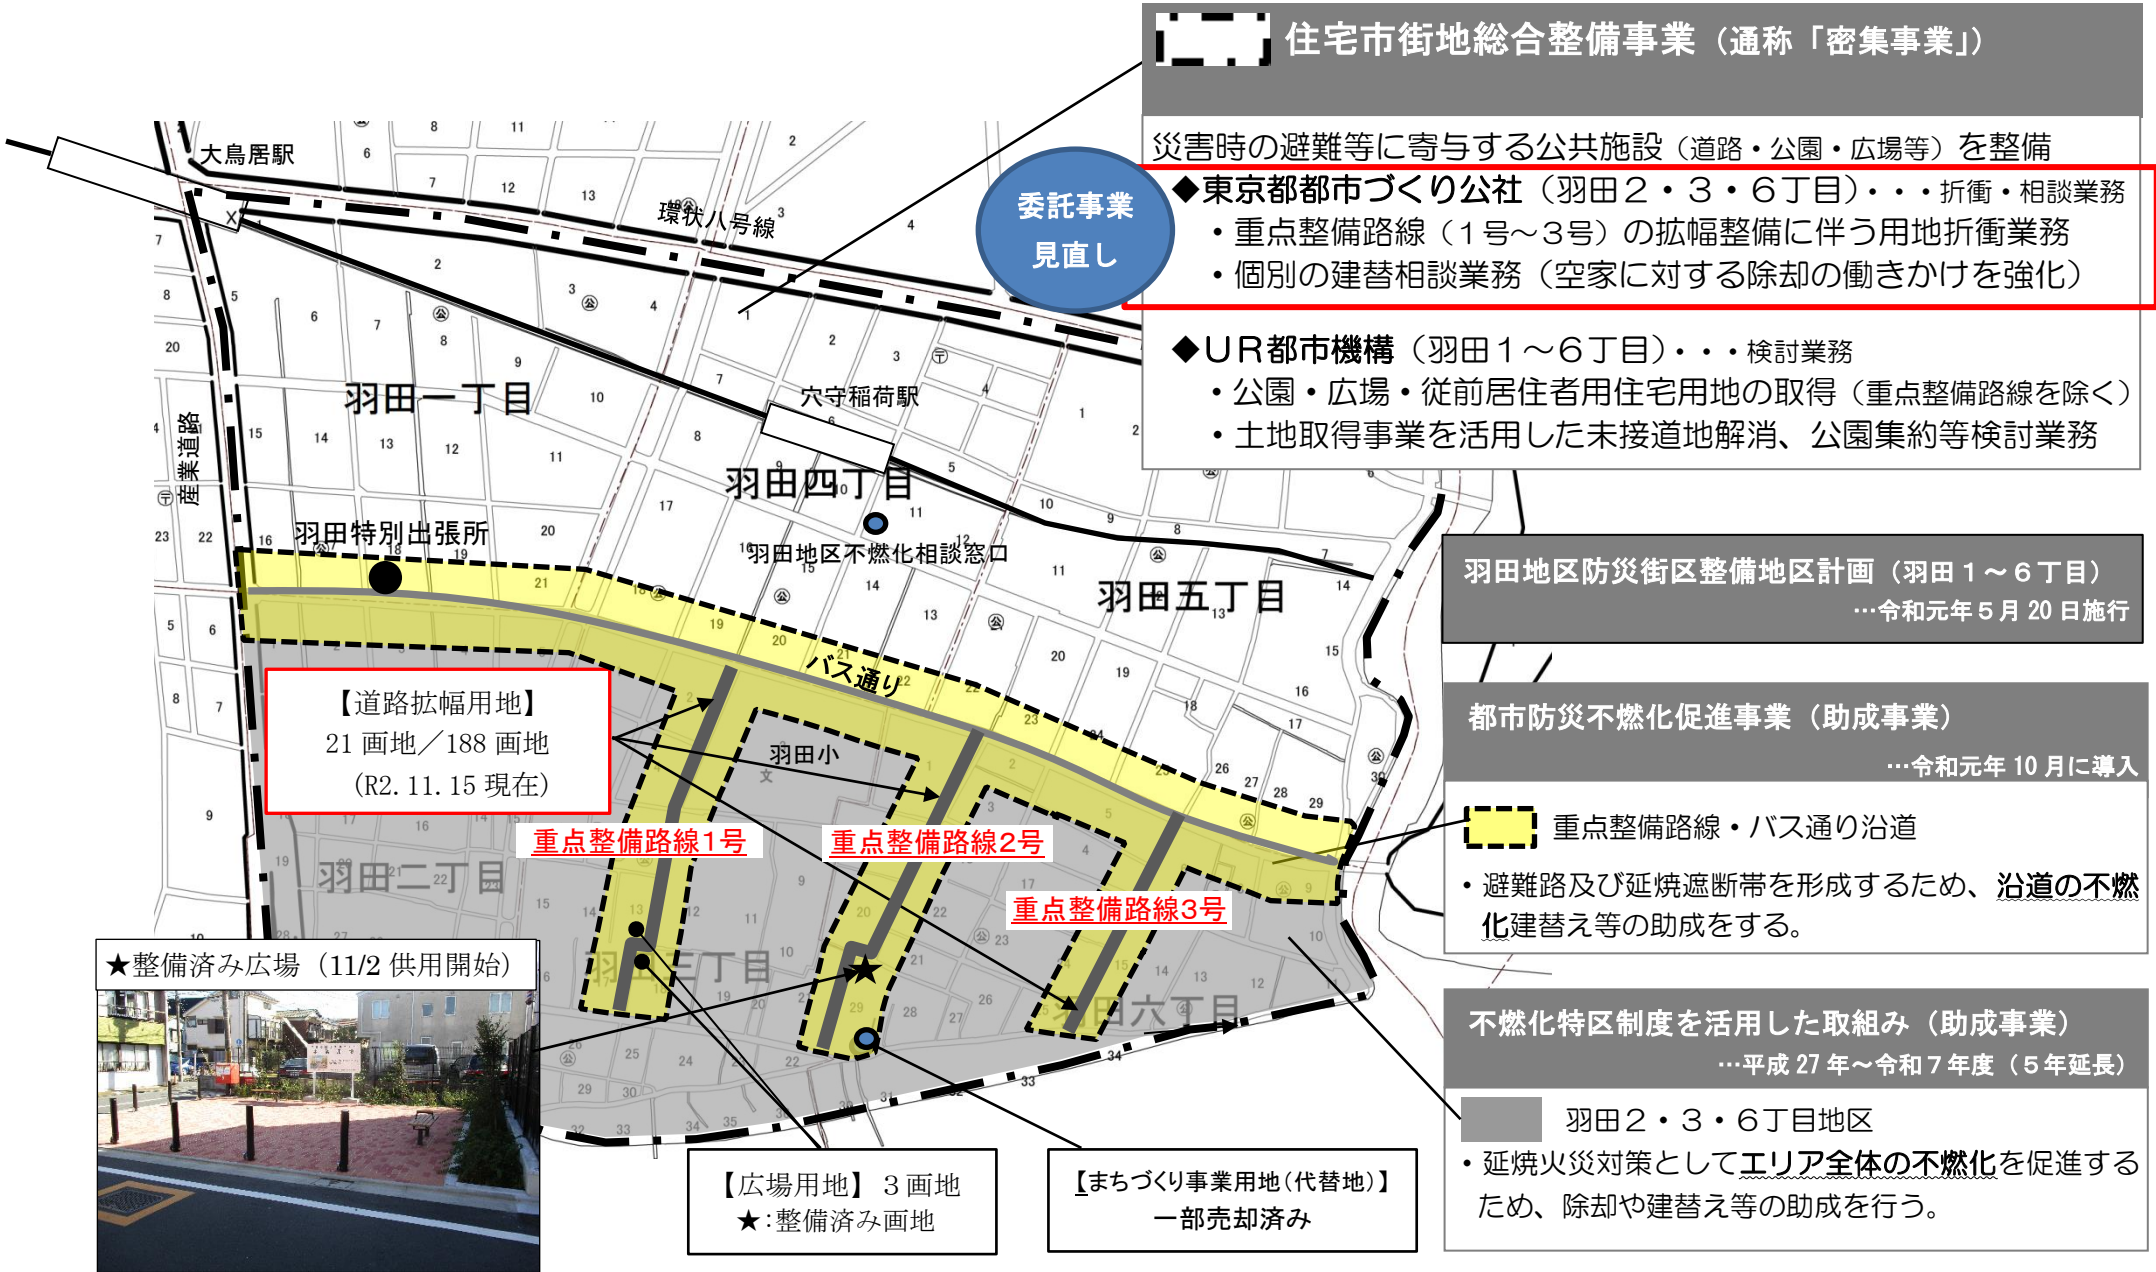 住宅市街地総合整備事業（通称「密集事業」）
災害時の避難等に寄与する公共施設（道路・公園・広場等）を整備
◆東京都都市づくり公社（羽田２・３・６丁目）・・・折衝・相談業務
・重点整備路線（１号～３号）の拡幅整備に伴う用地折衝業務
・個別の建替相談業務（空家に対する除却の働きかけを強化）
委託事業
見直し
◆ＵＲ都市機構（羽田１～６丁目）・・・検討業務
・公園・広場・従前居住者用住宅用地の取得（重点整備路線を除く）
・土地取得事業を活用した未接道地解消、公園集約等検討業務
大鳥居駅
環状八号線
羽田一丁目
穴守稲荷駅
産業道路
羽田四丁目
羽田特別出張所
羽田地区不燃化相談窓口
羽田五丁目
バス通り
羽田地区防災街区整備地区計画（羽田１～６丁目）
…令和元年５月 20 日施行
【道路拡幅用地】
21 画地／188 画地
（R2.11.15 現在）
羽田小
文
都市防災不燃化促進事業（助成事業）
…令和元年 10 月に導入
重点整備路線・バス通り沿道
・避難路及び延焼遮断帯を形成するため、沿道の不燃
化建替え等の助成をする。
重点整備路線1号
重点整備路線2号
重点整備路線3号
羽田二丁目
羽田三丁目
羽田六丁目
★整備済み広場（11/2 供用開始）
不燃化特区制度を活用した取組み（助成事業）
…平成 27 年～令和７年度（５年延長）
羽田２・３・６丁目地区
・延焼火災対策としてエリア全体の不燃化を促進する
ため、除却や建替え等の助成を行う。
【広場用地】３画地
★：整備済み画地
【まちづくり事業用地（代替地）】
一部売却済み